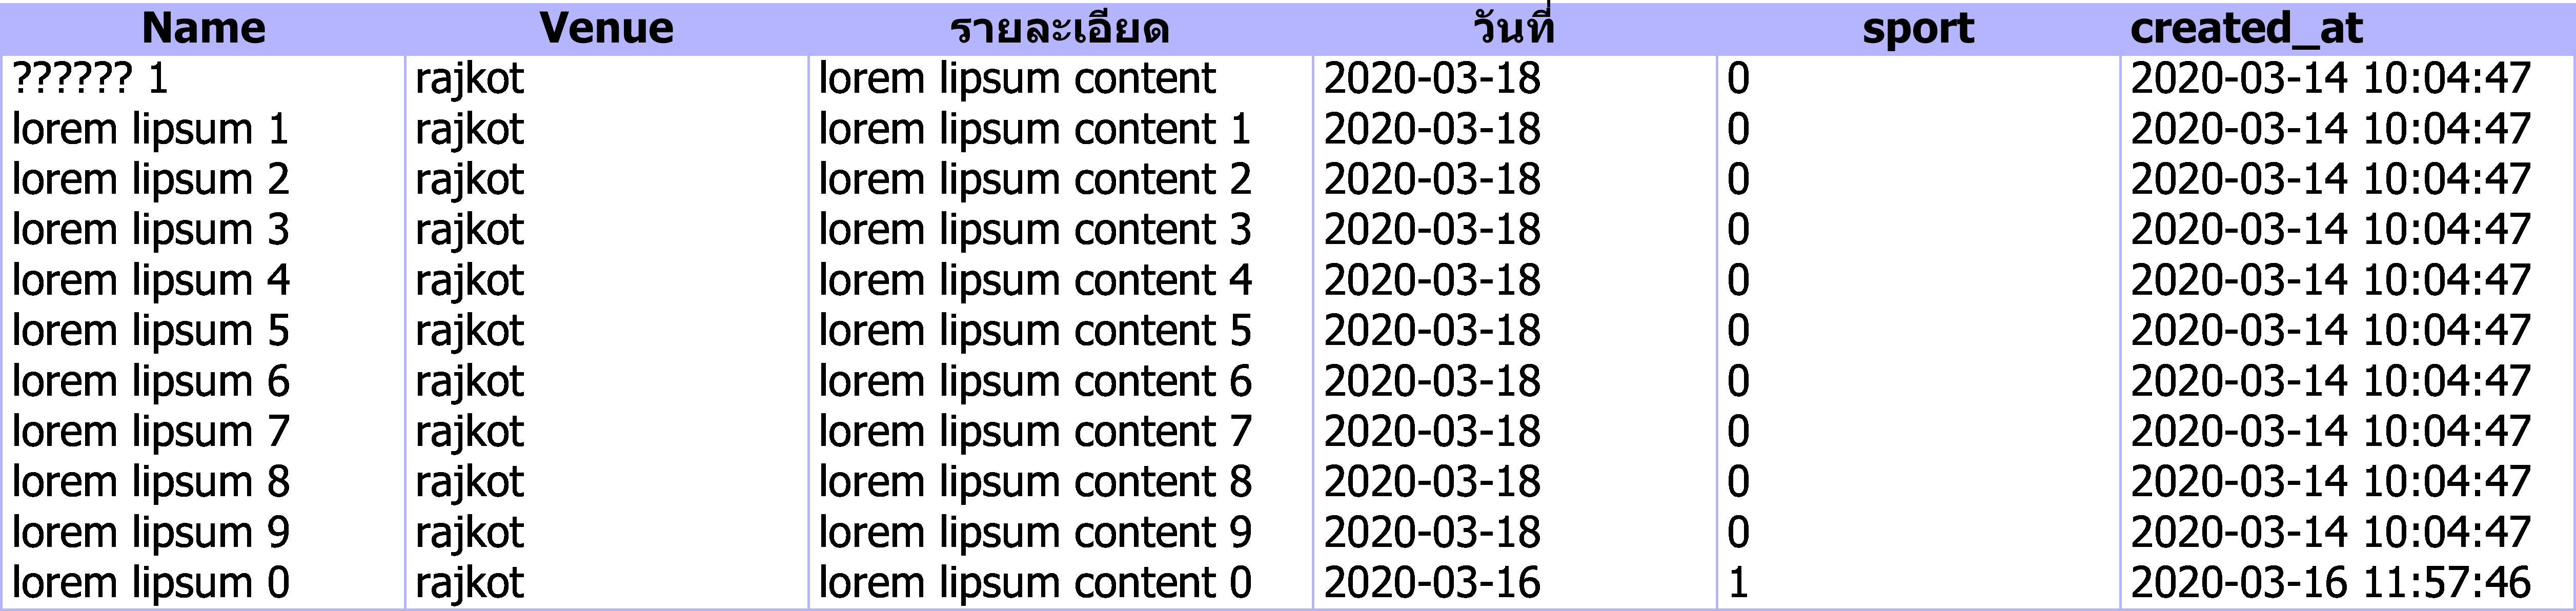 Name Venue รายละเอียด วันที่ sport created_at
?????? 1 rajkot lorem lipsum content 2020-03-18 0 2020-03-14 10:04:47
lorem lipsum 1 rajkot lorem lipsum content 1 2020-03-18 0 2020-03-14 10:04:47
lorem lipsum 2 rajkot lorem lipsum content 2 2020-03-18 0 2020-03-14 10:04:47
lorem lipsum 3 rajkot lorem lipsum content 3 2020-03-18 0 2020-03-14 10:04:47
lorem lipsum 4 rajkot lorem lipsum content 4 2020-03-18 0 2020-03-14 10:04:47
lorem lipsum 5 rajkot lorem lipsum content 5 2020-03-18 0 2020-03-14 10:04:47
lorem lipsum 6 rajkot lorem lipsum content 6 2020-03-18 0 2020-03-14 10:04:47
lorem lipsum 7 rajkot lorem lipsum content 7 2020-03-18 0 2020-03-14 10:04:47
lorem lipsum 8 rajkot lorem lipsum content 8 2020-03-18 0 2020-03-14 10:04:47
lorem lipsum 9 rajkot lorem lipsum content 9 2020-03-18 0 2020-03-14 10:04:47
lorem lipsum 0 rajkot lorem lipsum content 0 2020-03-16 1 2020-03-16 11:57:46